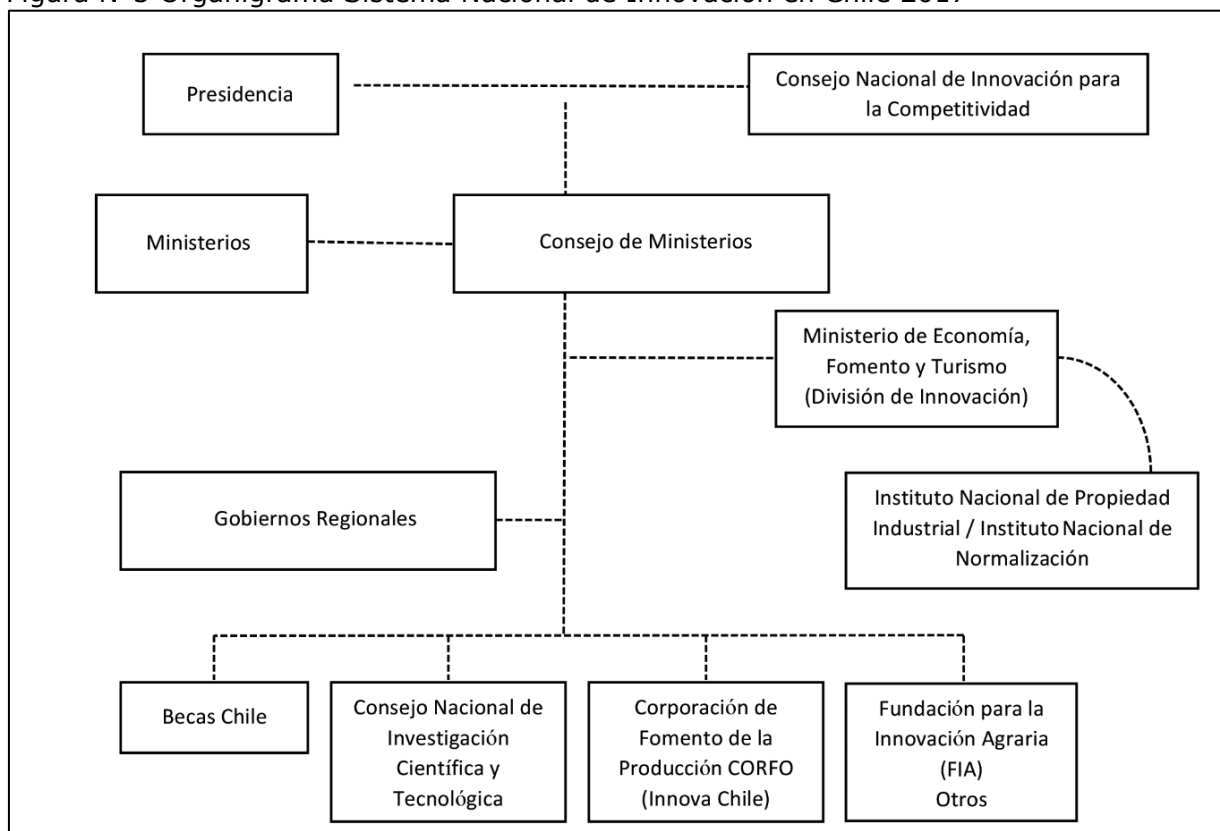 Figura N°3 Organigrama Sistema Nacional de Innovación en Chile 2017
Presidencia
Consejo Nacional de Innovación para
la Competitividad
Ministerios
Consejo de Ministerios
Ministerio de Economía,
Fomento y Turismo
(División de Innovación)
Gobiernos Regionales
Instituto Nacional de Propiedad
Industrial / Instituto Nacional de
Normalización
Becas Chile
Consejo Nacional de
Investigación
Científica y
Tecnológica
Corporación de
Fomento de la
Producción CORFO
(Innova Chile)
Fundación para la
Innovación Agraria
(FIA)
Otros